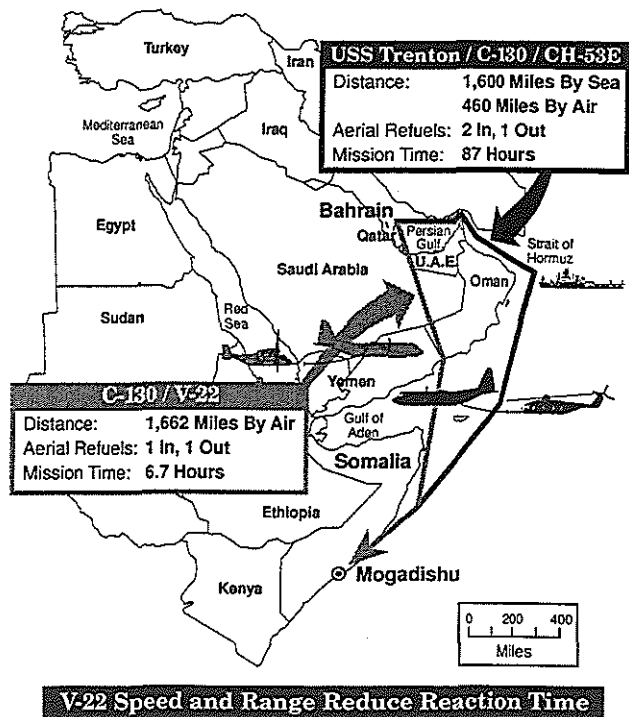 Turkey
Iran
USS Trenton / C-130 / CH-53E
Distance: 1,600 Miles By Sea
460 Miles By Air
Aerial Refuels: 2 In, 1 Out
Mission Time: 87 Hours
Mediterranean
Sea
Iraq
Egypt
Bahrain
Qatar
Persian
Gulf
U.A.E.
Strait of
Hormuz
Saudi Arabia
Oman
Sudan
Red
Sea
Yemen
C-130 / V-22
Distance: 1,662 Miles By Air
Aerial Refuels: 1 In, 1 Out
Mission Time: 6.7 Hours
Gulf of
Aden
Somalia
Ethiopia
Kenya
Mogadishu
0 200 400
Miles
V-22 Speed and Range Reduce Reaction Time